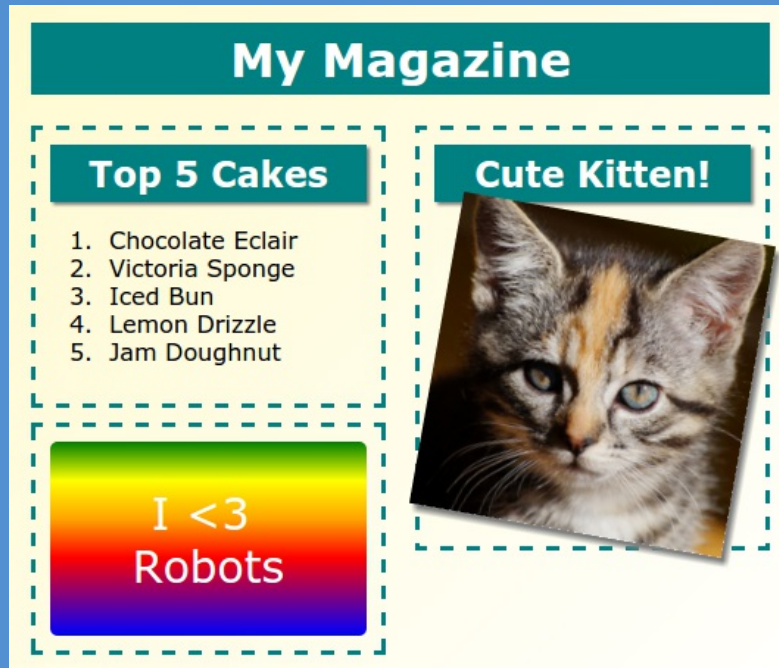 My Magazine
Top 5 Cakes
1. Chocolate Eclair
2. Victoria Sponge
3. Iced Bun
4. Lemon Drizzle
5. Jam Doughnut
I <3
Robots
Cute Kitten!